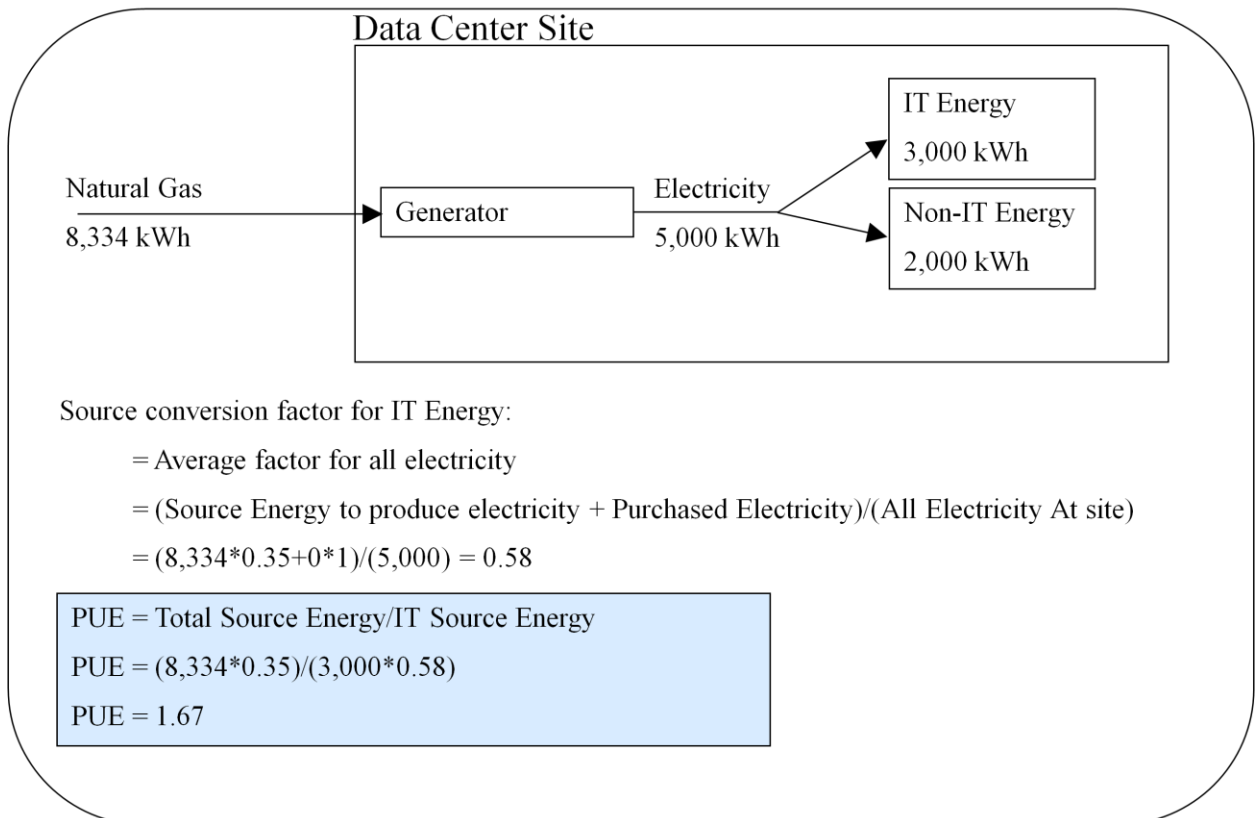 Data Center Site
IT Energy
3,000 kWh
Natural Gas
8,334 kWh
Generator
Electricity
5,000 kWh
Non-IT Energy
2,000 kWh
Source conversion factor for IT Energy:
= Average factor for all electricity
= (Source Energy to produce electricity + Purchased Electricity)/(All Electricity At site)
= (8,334*0.35+0*1)/(5,000) = 0.58
PUE = Total Source Energy/IT Source Energy
PUE = (8,334*0.35)/(3,000*0.58)
PUE = 1.67